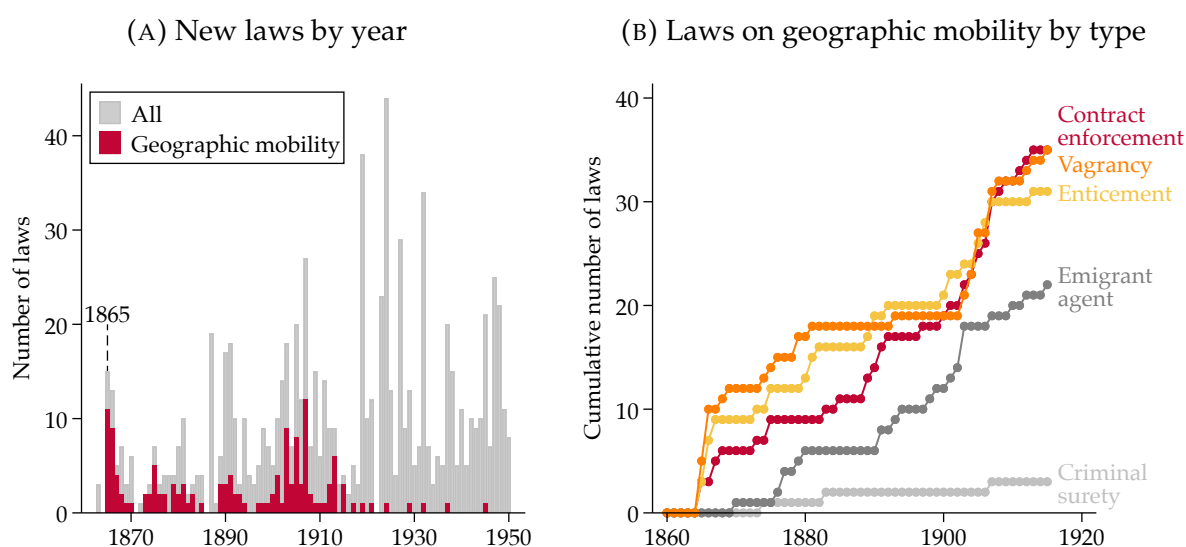 (A) New laws by year
All
Geographic mobility
Number of laws
40
30
20
10
0
1865
1870
1890
1910
1930
1950
(B) Laws on geographic mobility by type
Cumulative number of laws
40
30
20
10
0
1860
1880
1900
1920
Contract
enforcement
Vagrancy
Enticement
Emigrant
agent
Criminal
surety